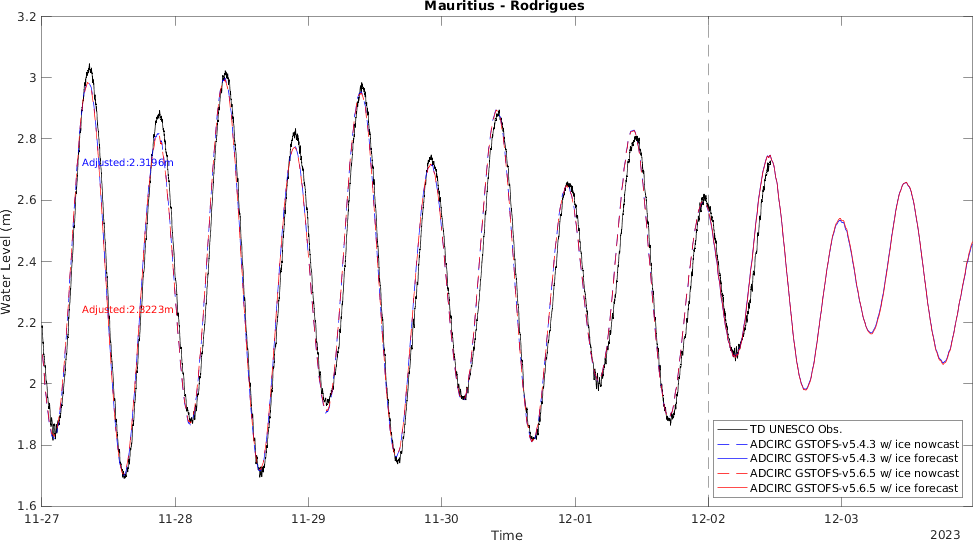 Mauritius - Rodrigues
3.2
3
2.8
2.6
2.4
2.2
2
1.8
1.6
Water Level (m)
Adjusted:2.3196m
Adjusted:2.3223m
TD UNESCO Obs.
ADCIRC GSTOFS-v5.4.3 w/ ice nowcast
ADCIRC GSTOFS-v5.4.3 w/ ice forecast
ADCIRC GSTOFS-v5.6.5 w/ ice nowcast
ADCIRC GSTOFS-v5.6.5 w/ ice forecast
11-27 11-28 11-29 11-30 12-01 12-02 12-03
Time
2023